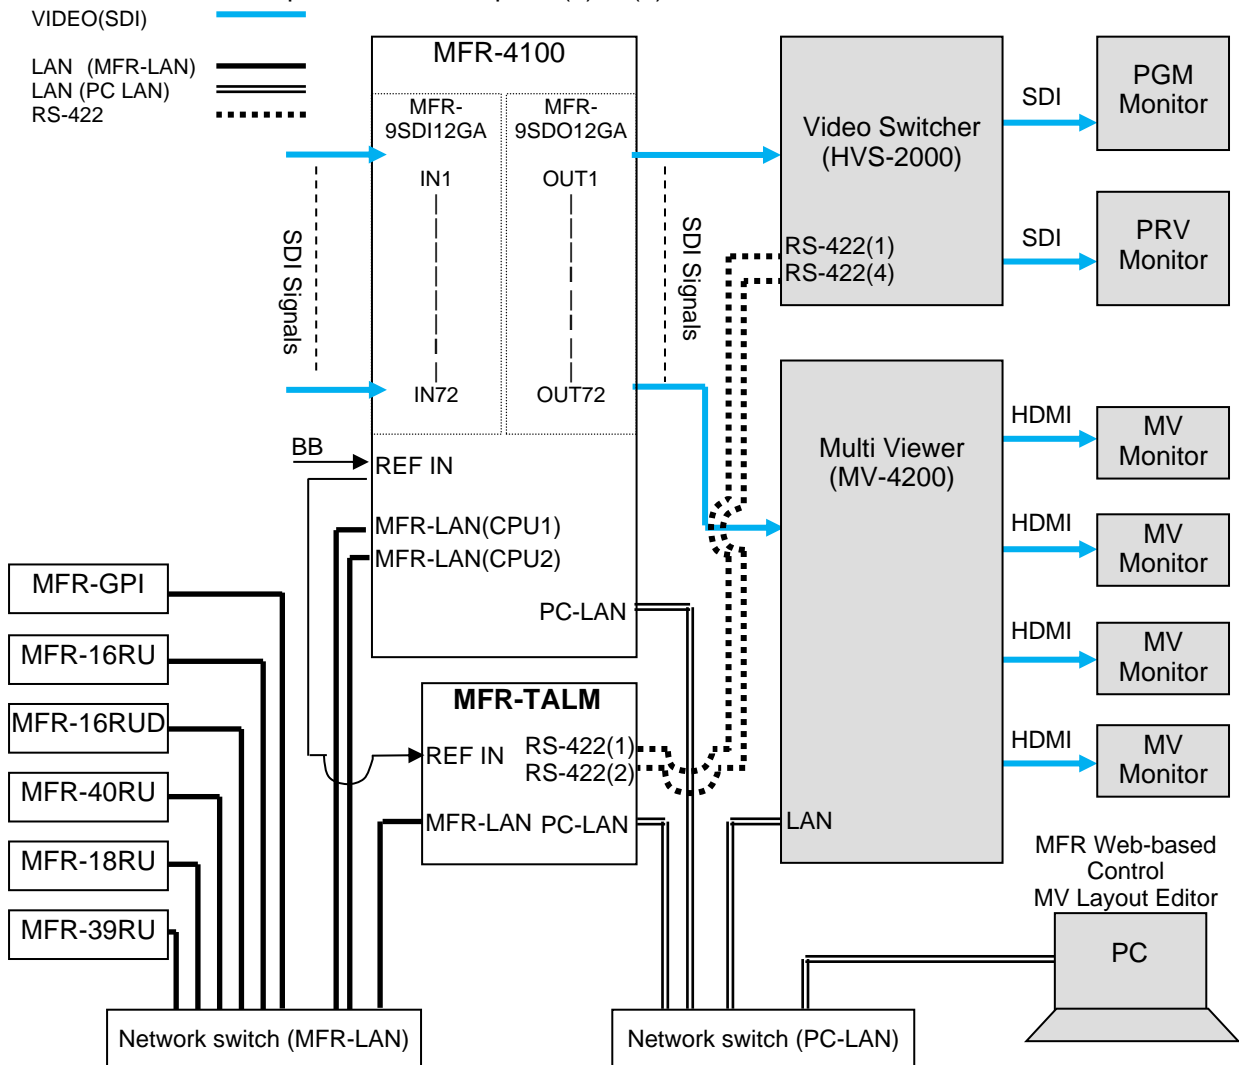 VIDEO(SDI)
LAN (MFR-LAN)
LAN (PC LAN)
RS-422
MFR-4100
MFR-
9SDI12GA
MFR-
9SDO12GA
IN1
OUT1
IN72
OUT72
SDI Signals
SDI Signals
BB
REF IN
MFR-LAN(CPU1)
MFR-LAN(CPU2)
PC-LAN
Video Switcher
(HVS-2000)
RS-422(1)
RS-422(4)
SDI
PGM
Monitor
SDI
PRV
Monitor
Multi Viewer
(MV-4200)
LAN
HDMI
MV
Monitor
HDMI
MV
Monitor
HDMI
MV
Monitor
HDMI
MV
Monitor
MFR-GPI
MFR-16RU
MFR-16RUD
MFR-40RU
MFR-18RU
MFR-39RU
MFR-TALM
REF IN
RS-422(1)
RS-422(2)
MFR-LAN
PC-LAN
MFR Web-based
Control
MV Layout Editor
PC
Network switch (MFR-LAN)
Network switch (PC-LAN)